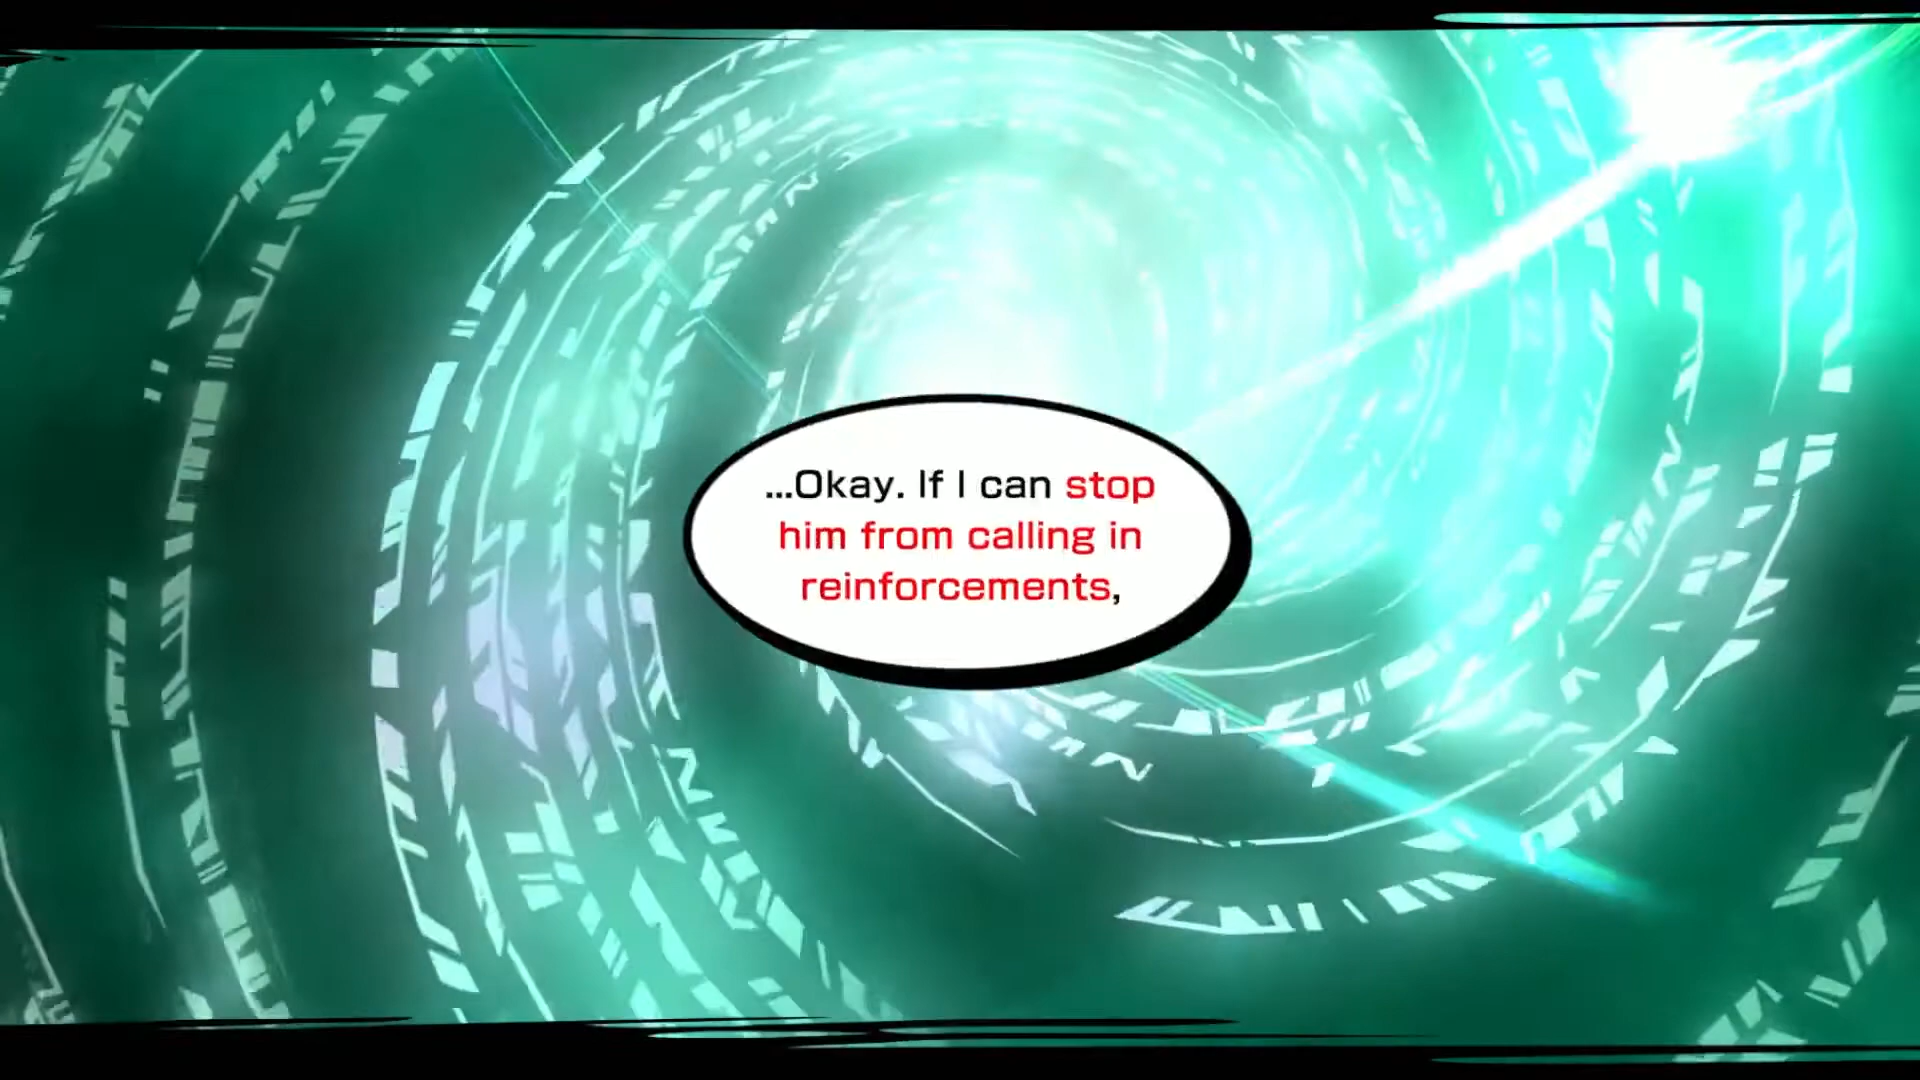 ...Okay. If I can stop
him from calling in
reinforcements,